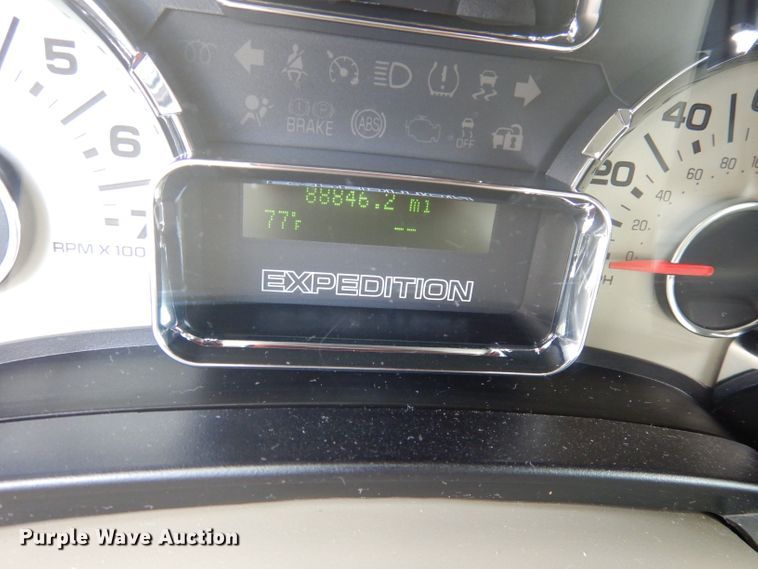 5
6
7
RPM X100
BRAKE
ABS
OFF
20
40
0
20
40
60
80
88846.2 mi
77°F
--
EXPEDITION
Purple Wave Auction